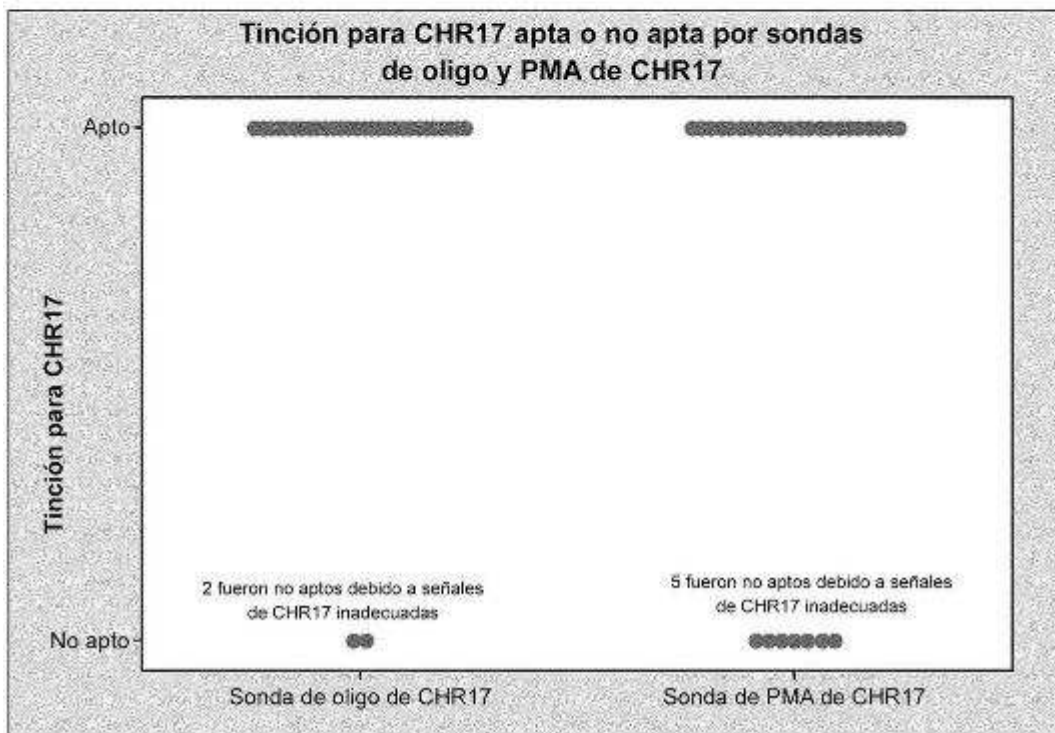 Tinción para CHR17 apta o no apta por sondas
de oligo y PMA de CHR17
Apto
Tinción para CHR17
2 fueron no aptos debido a señales
de CHR17 inadecuadas
5 fueron no aptos debido a señales
de CHR17 inadecuadas
No apto
Sonda de oligo de CHR17
Sonda de PMA de CHR17